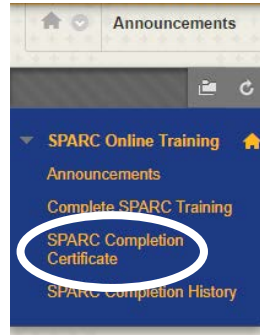 Announcements
SPARC Online Training
Announcements
Complete SPARC Training
SPARC Completion
Certificate
SPARC Completion History